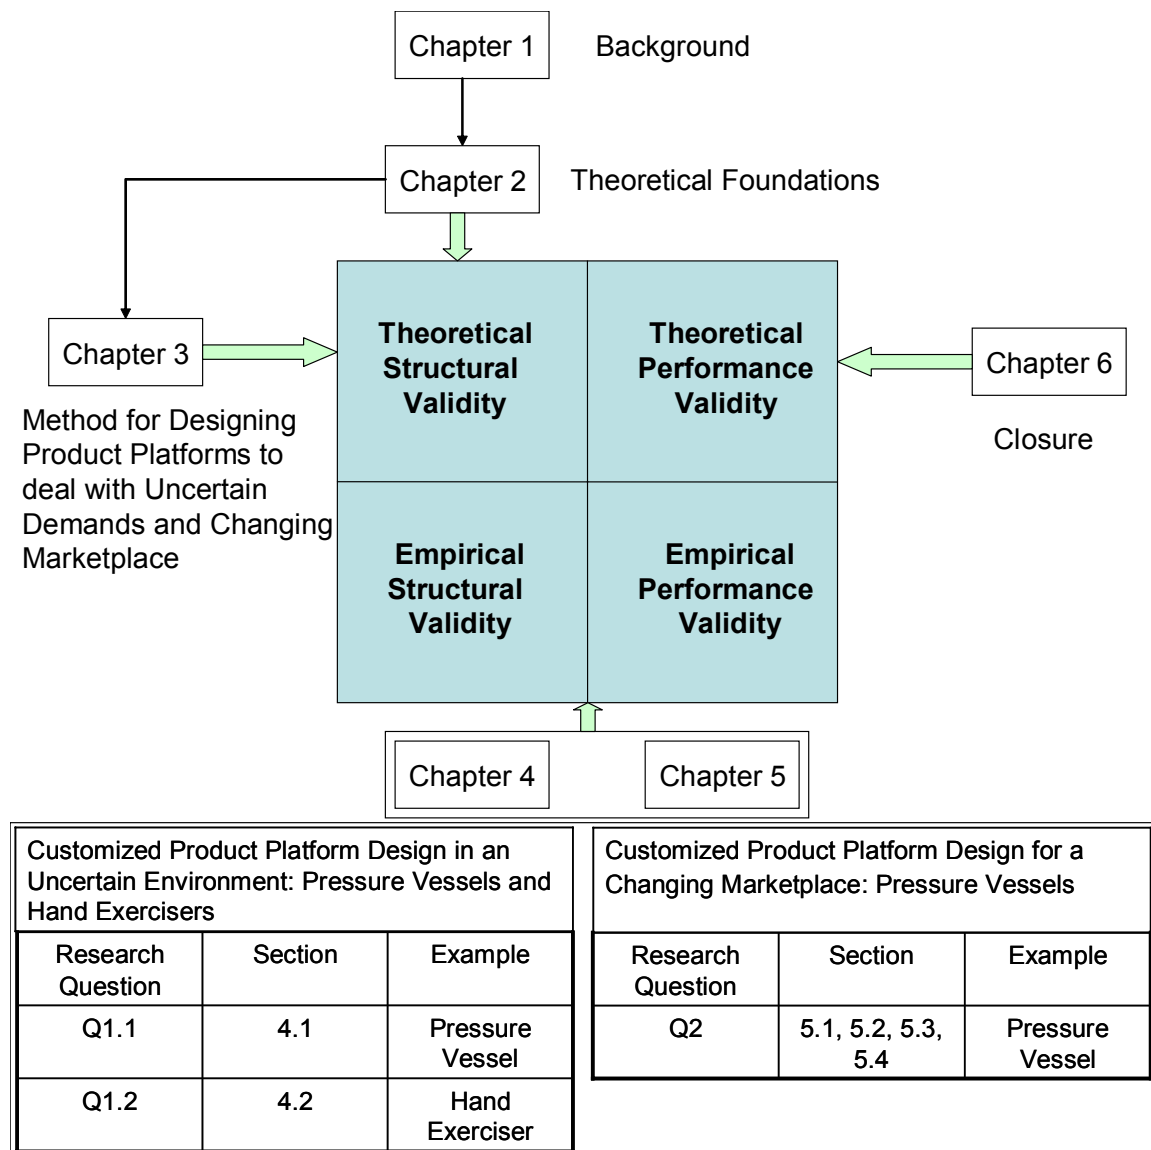 Chapter 1
Background
Chapter 2
Theoretical Foundations
Chapter 3
Method for Designing
Product Platforms to
deal with Uncertain
Demands and Changing
Marketplace
Theoretical
Structural
Validity
Theoretical
Performance
Validity
Chapter 6
Closure
Empirical
Structural
Validity
Empirical
Performance
Validity
Chapter 4
Chapter 5
Customized Product Platform Design in an
Uncertain Environment: Pressure Vessels and
Hand Exercisers
Research
Question
Section
Example
Q1.1
4.1
Pressure
Vessel
Q1.2
4.2
Hand
Exerciser
Customized Product Platform Design for a
Changing Marketplace: Pressure Vessels
Research
Question
Section
Example
Q2
5.1, 5.2, 5.3,
5.4
Pressure
Vessel